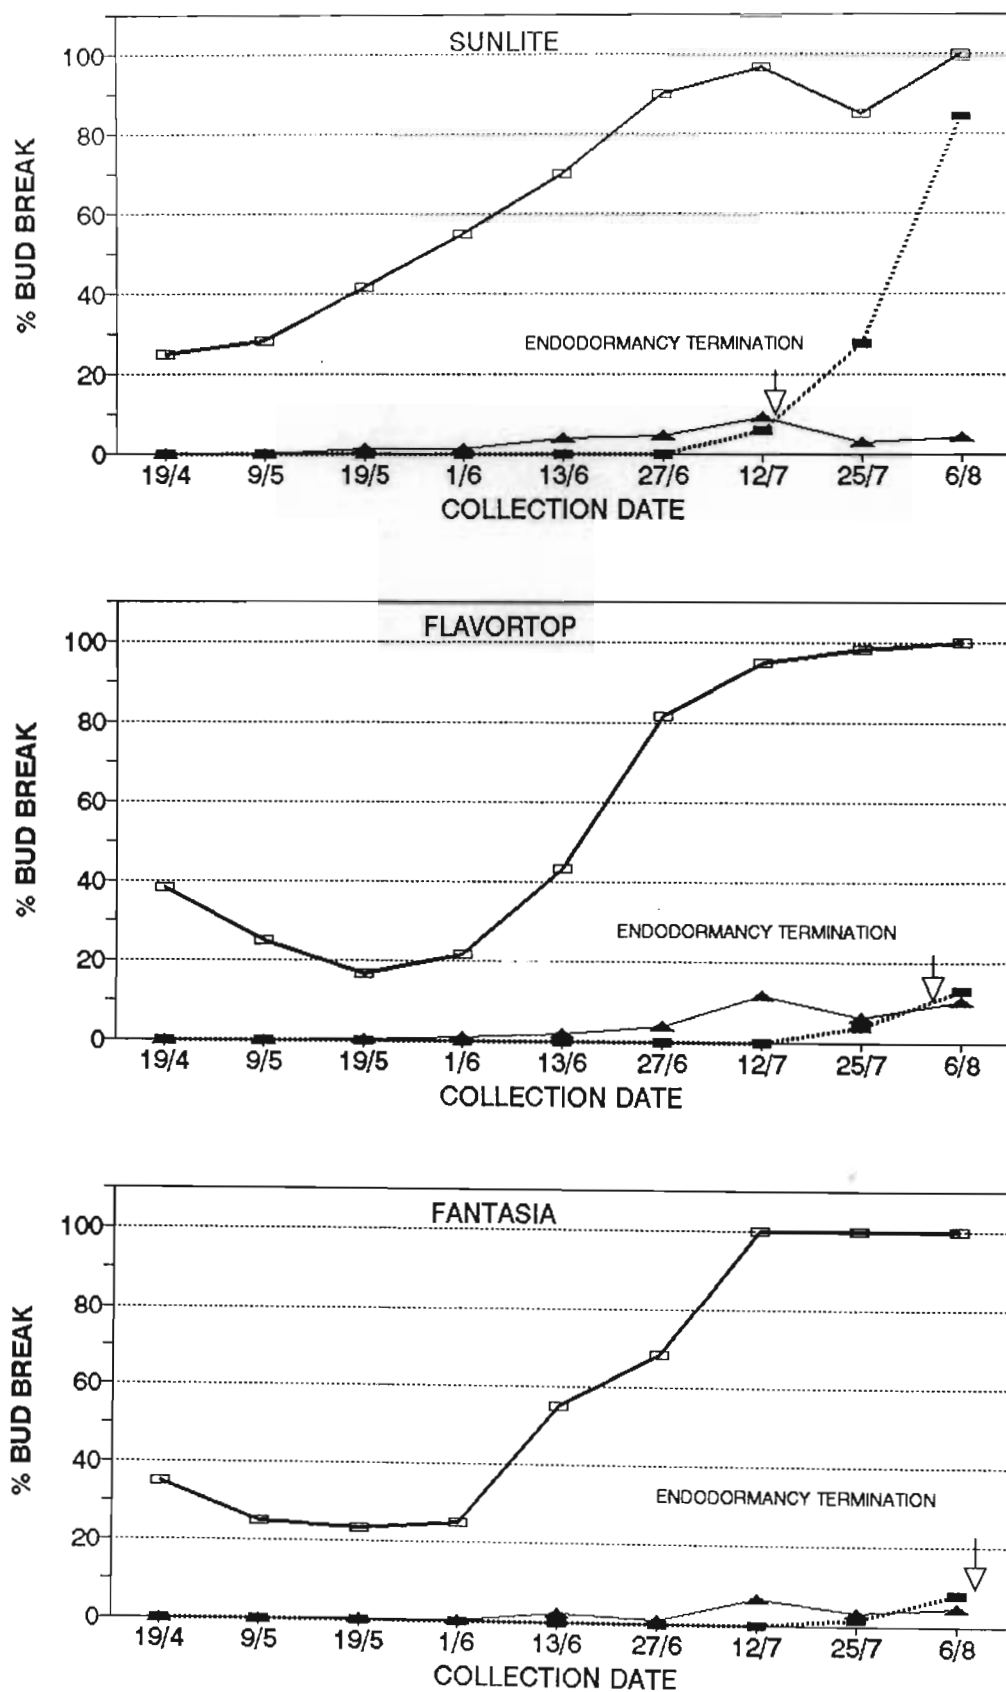 SUNLITE
100
80
60
40
20
0
% BUD BREAK
ENDODORMANCY TERMINATION
19/4 9/5 19/5 1/6 13/6 27/6 12/7 25/7 6/8
COLLECTION DATE
FLAVORTOP
100
80
60
40
20
0
% BUD BREAK
ENDODORMANCY TERMINATION
19/4 9/5 19/5 1/6 13/6 27/6 12/7 25/7 6/8
COLLECTION DATE
FANTASIA
100
80
60
40
20
0
% BUD BREAK
ENDODORMANCY TERMINATION
19/4 9/5 19/5 1/6 13/6 27/6 12/7 25/7 6/8
COLLECTION DATE